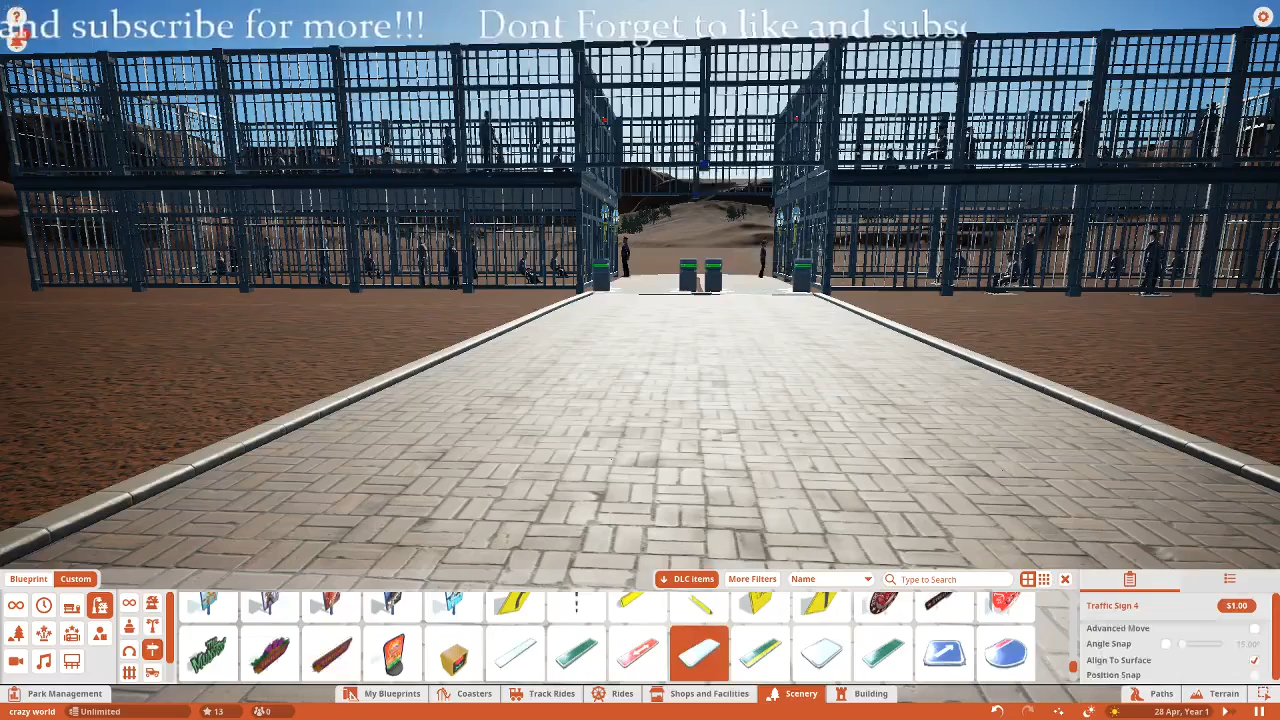 and subscribe for more!!! Dont Forget to like and subsc
Blueprint Custom DLC items More Filters Name Type to Search
Traffic Sign 4 $1.00
Advanced Move
Angle Snap 15.00°
Align To Surface
Position Snap
Park Management My Blueprints Coasters Track Rides Rides Shops and Facilities Scenery Building Paths Terrain
crazy world Unlimited 13 0 28 Apr, Year 1